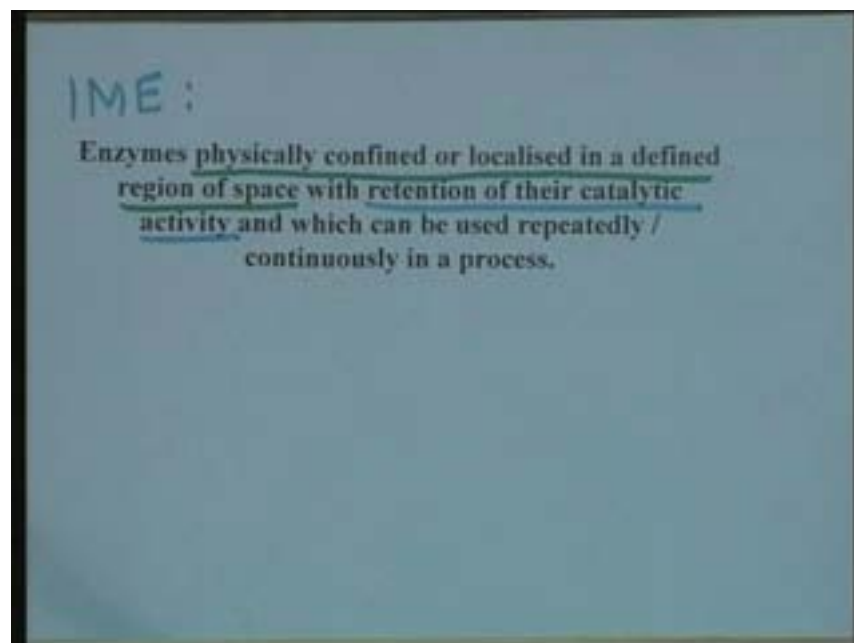 IME :
Enzymes physically confined or localised in a defined
region of space with retention of their catalytic
activity and which can be used repeatedly /
continuously in a process.